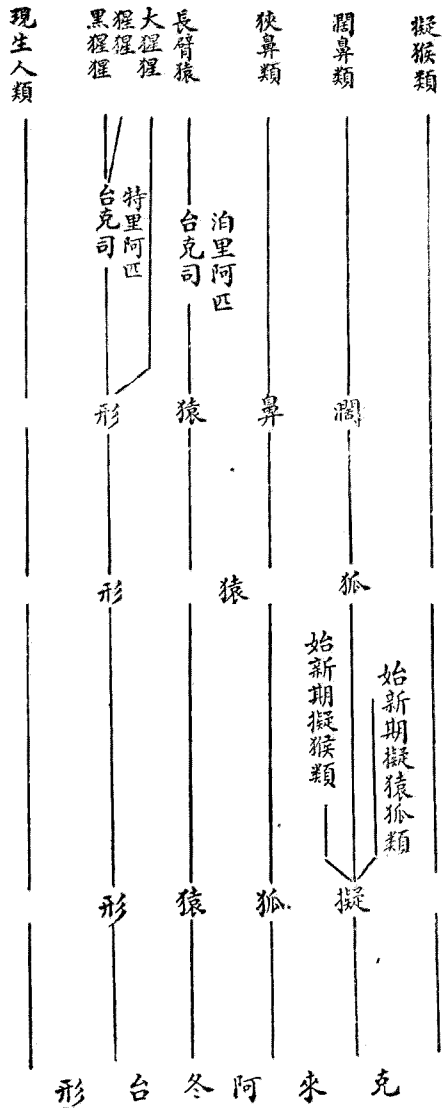 擬猴類
濶鼻類
狹鼻類
長臂猿
大猩猩
猩猩
黑猩猩
現生人類
泊里阿匹
台克司
特里阿匹
台克司
濶鼻猿形
狐猿形
始新期擬猿狐類
始新期擬猴類
擬狐猿形
克來阿冬台形